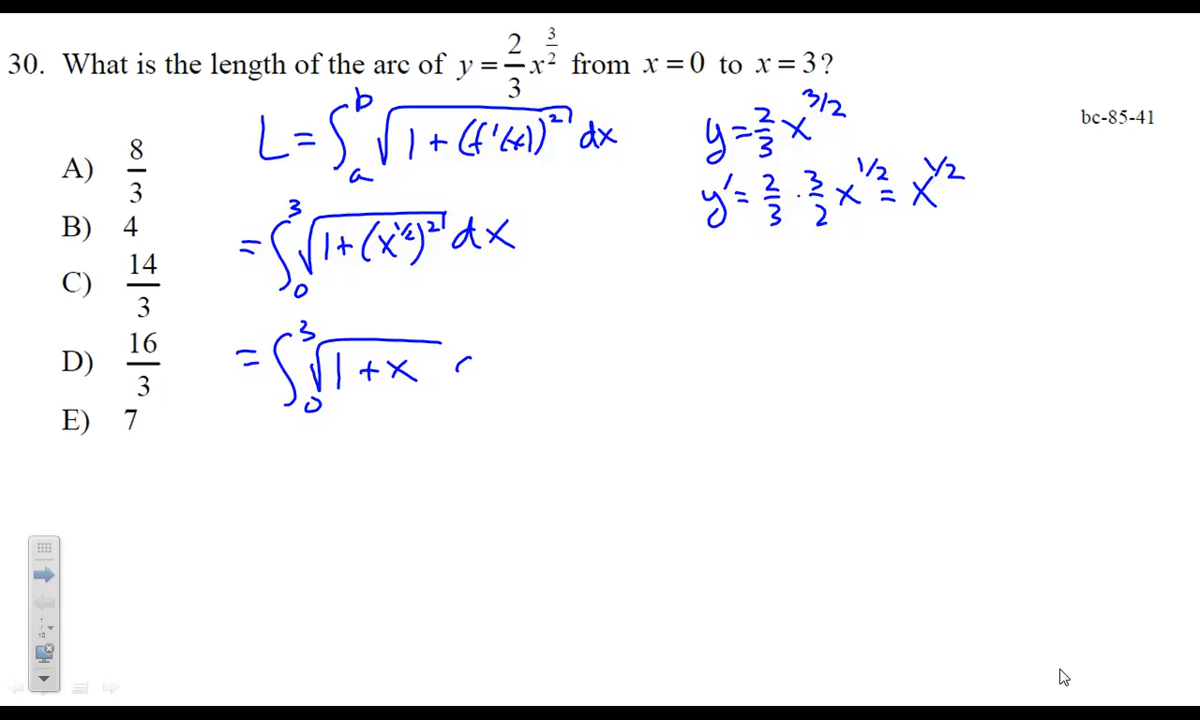 30. What is the length of the arc of y = 2/3 x^(3/2) from x = 0 to x = 3?
bc-85-41
A) 8/3
B) 4
C) 14/3
D) 16/3
E) 7
L = ∫_a^b √(1 + (f'(x))^2) dx
= ∫_0^3 √(1 + (x^(1/2))^2) dx
= ∫_0^3 √(1 + x)
y = 2/3 x^(3/2)
y' = 2/3 · 3/2 x^(1/2) = x^(1/2)